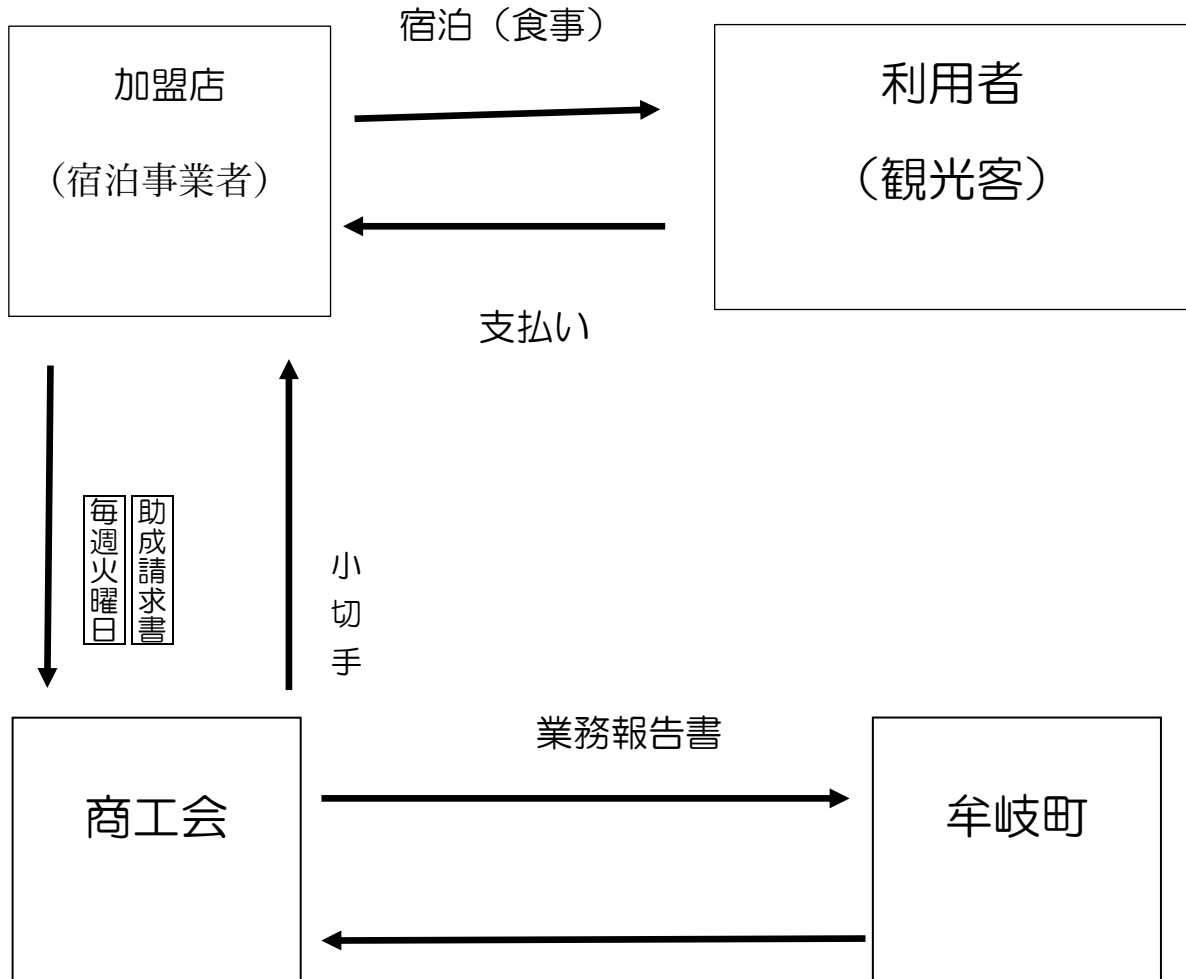 宿泊（食事）
加盟店
（宿泊事業者）
利用者
（観光客）
支払い
助成請求書
毎週火曜日
小切手
業務報告書
商工会
牟岐町